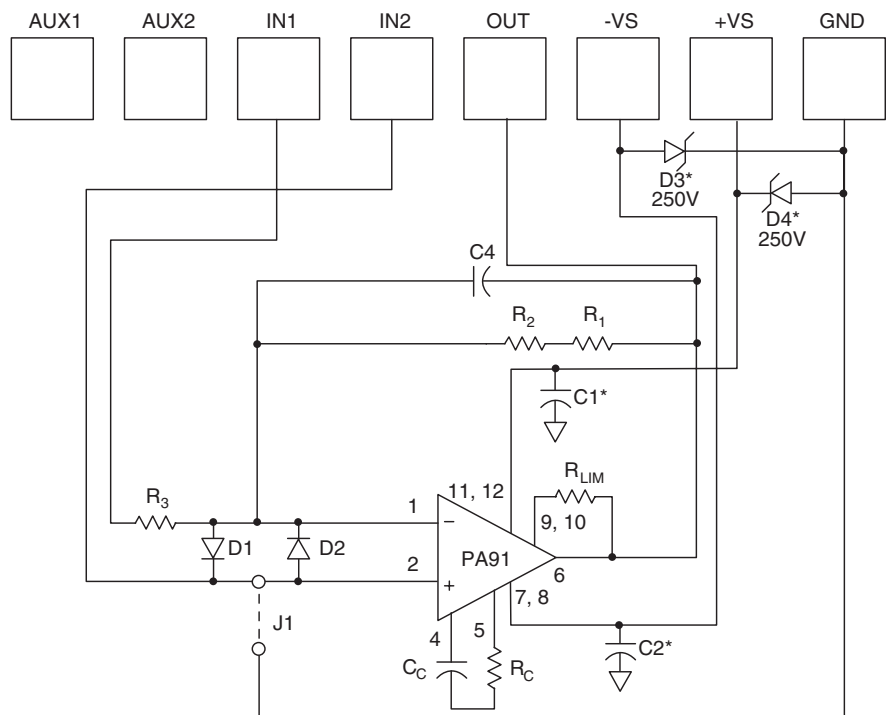 AUX1 AUX2 IN1 IN2 OUT -VS +VS GND
D3*
250V
D4*
250V
C4
R2 R1
C1*
RLIM
R3
1
11, 12
9, 10
D1
D2
2
−
+
PA91
6
7, 8
J1
4
5
CC
RC
C2*